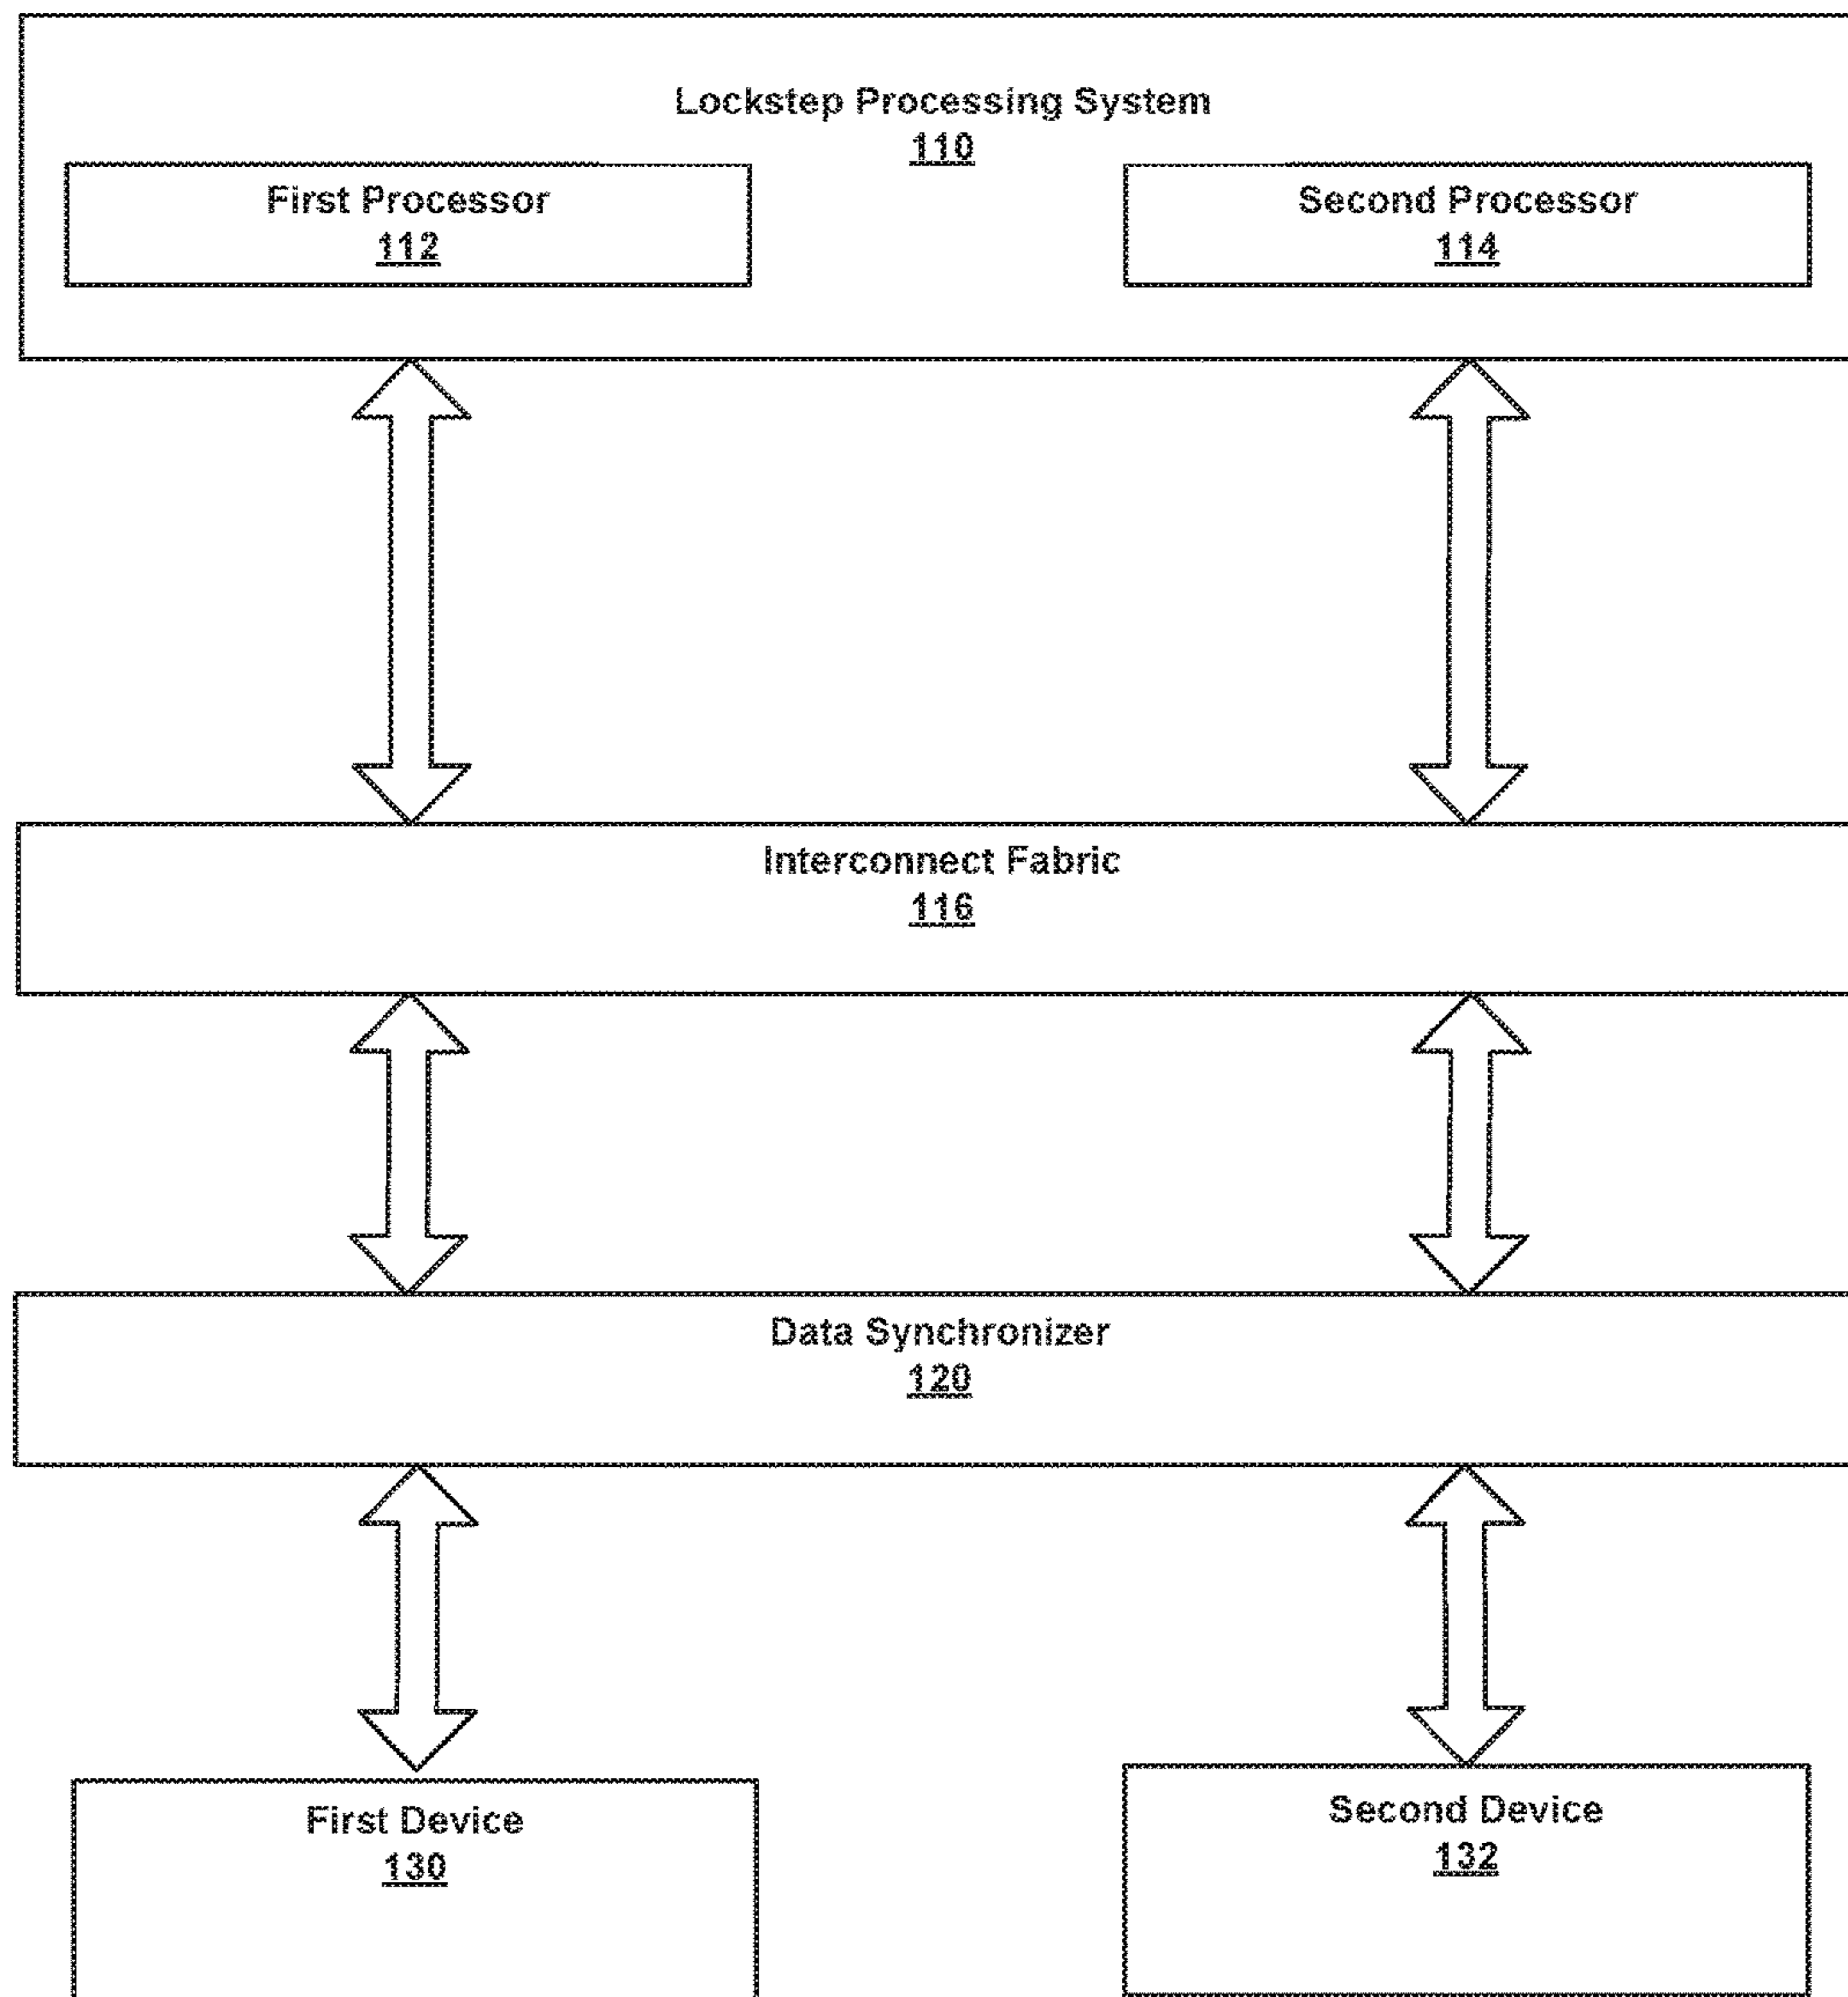 Lockstep Processing System
110
First Processor
112
Second Processor
114
Interconnect Fabric
116
Data Synchronizer
120
First Device
130
Second Device
132